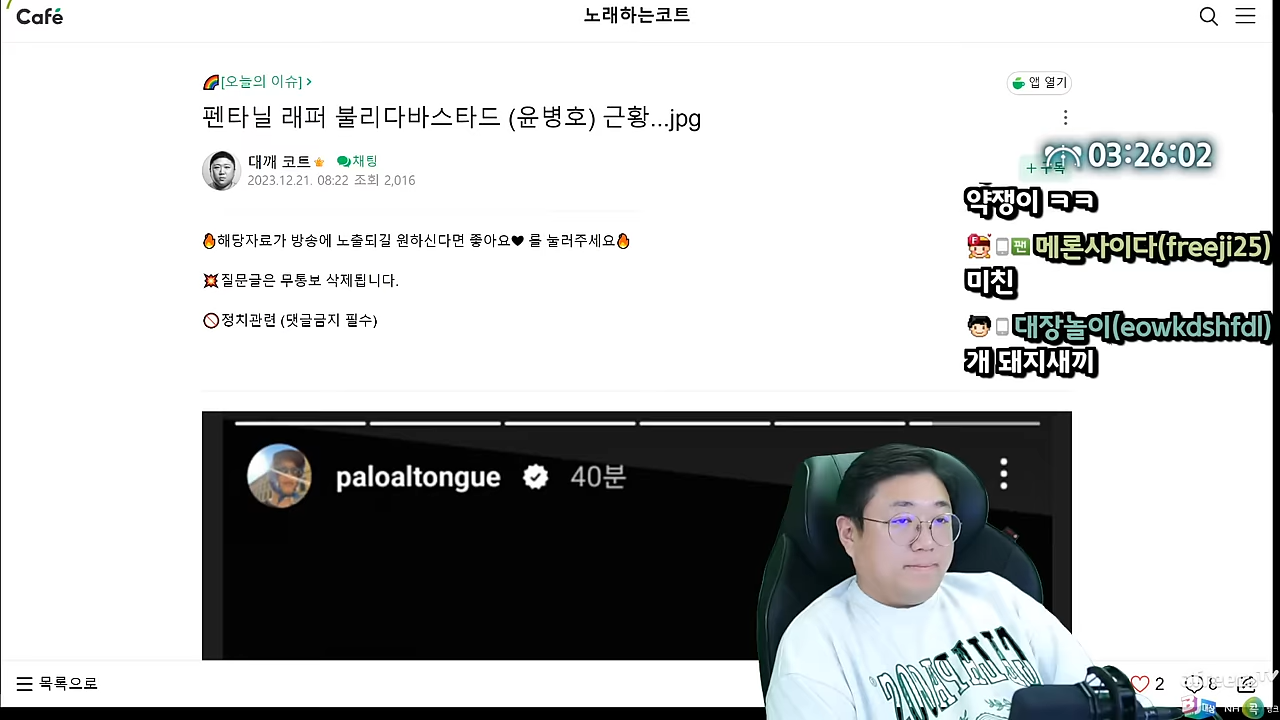 Café
노래하는코트
🌈[오늘의 이슈] >
앱 열기
펜타닐 래퍼 불리다바스타드 (윤병호) 근황...jpg
대깨 코트
채팅
2023.12.21. 08:22 조회 2,016
+ 구독
03:26:02
약쟁이 ㅋㅋ
🔥해당자료가 방송에 노출되길 원하신다면 좋아요♥ 를 눌러주세요🔥
팬 메론사이다(freeji25)
미친
💥질문글은 무통보 삭제됩니다.
🚫정치관련 (댓글금지 필수)
대장놀이(eowkdshfdl)
개 돼지새끼
paloaltongue
40분
목록으로
2